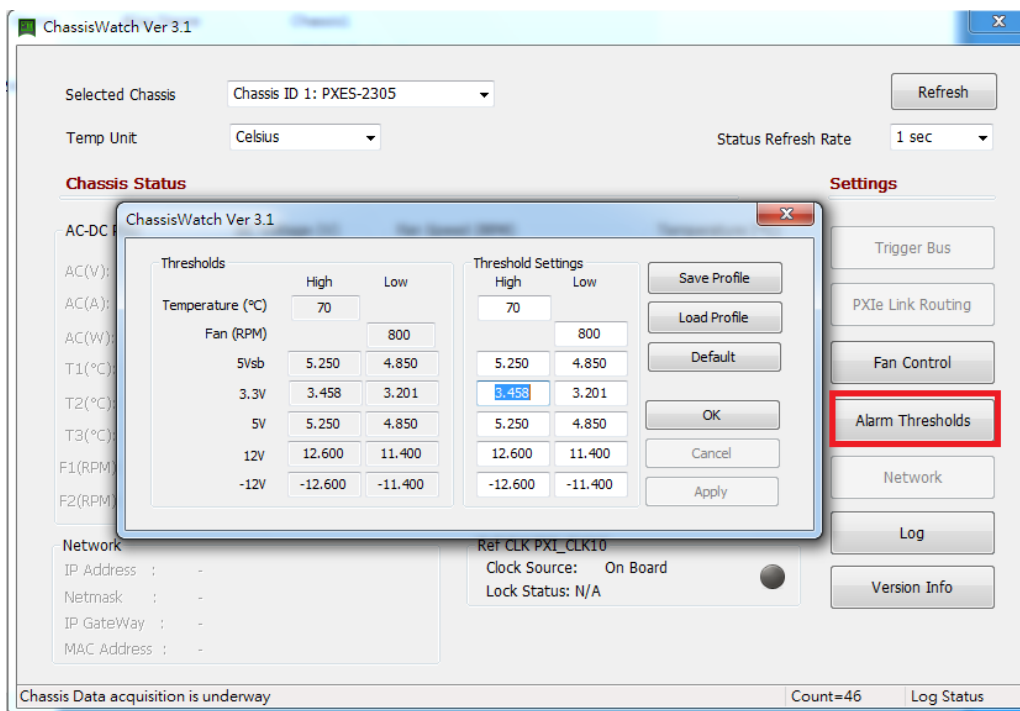 ChassisWatch Ver 3.1
Selected Chassis Chassis ID 1: PXES-2305 Refresh
Temp Unit Celsius Status Refresh Rate 1 sec
Chassis Status Settings
AC-DC
AC(V):
AC(A):
AC(W):
T1(°C):
T2(°C)
T3(°C)
F1(RPM)
F2(RPM)
ChassisWatch Ver 3.1
Thresholds
High Low
Temperature (°C) 70
Fan (RPM) 800
5Vsb 5.250 4.850
3.3V 3.458 3.201
5V 5.250 4.850
12V 12.600 11.400
-12V -12.600 -11.400
Threshold Settings
High Low
70
800
5.250 4.850
3.458 3.201
5.250 4.850
12.600 11.400
-12.600 -11.400
Save Profile
Load Profile
Default
OK
Cancel
Apply
Trigger Bus
PXIe Link Routing
Fan Control
Alarm Thresholds
Network
Log
Version Info
Network
IP Address : -
Netmask : -
IP GateWay : -
MAC Address : -
Ref CLK PXI_CLK10
Clock Source: On Board
Lock Status: N/A
Chassis Data acquisition is underway Count=46 Log Status